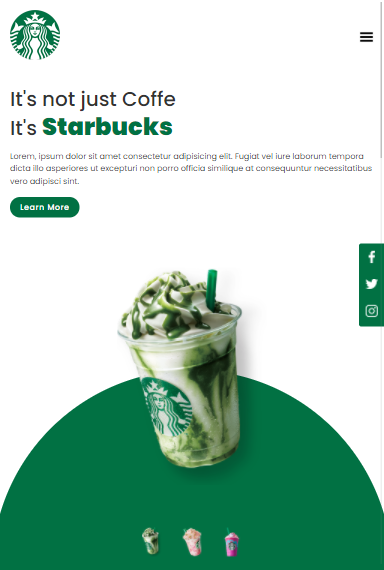 It's not just Coffe
It's Starbucks
Lorem, ipsum dolor sit amet consectetur adipisicing elit. Fugiat vel iure laborum tempora
dicta illo asperiores ut excepturi non porro officia similique at consequuntur necessitatibus
vero adipisci sint.
Learn More